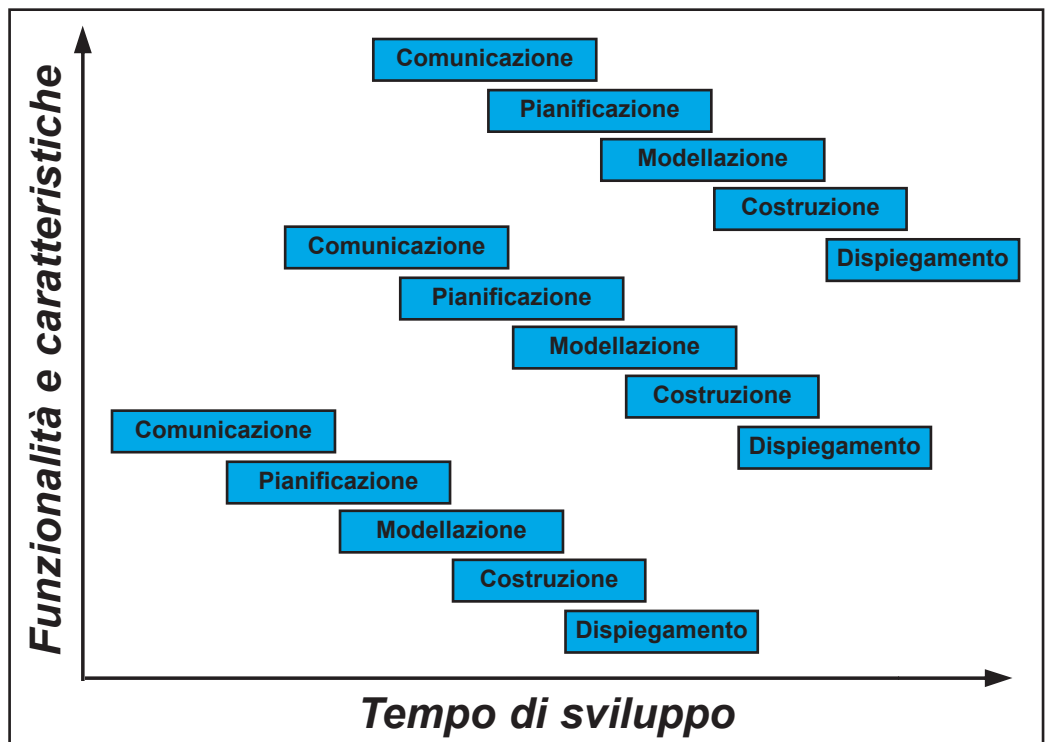 Funzionalità e caratteristiche
Comunicazione
Pianificazione
Modellazione
Costruzione
Dispiegamento
Comunicazione
Pianificazione
Modellazione
Costruzione
Dispiegamento
Comunicazione
Pianificazione
Modellazione
Costruzione
Dispiegamento
Tempo di sviluppo